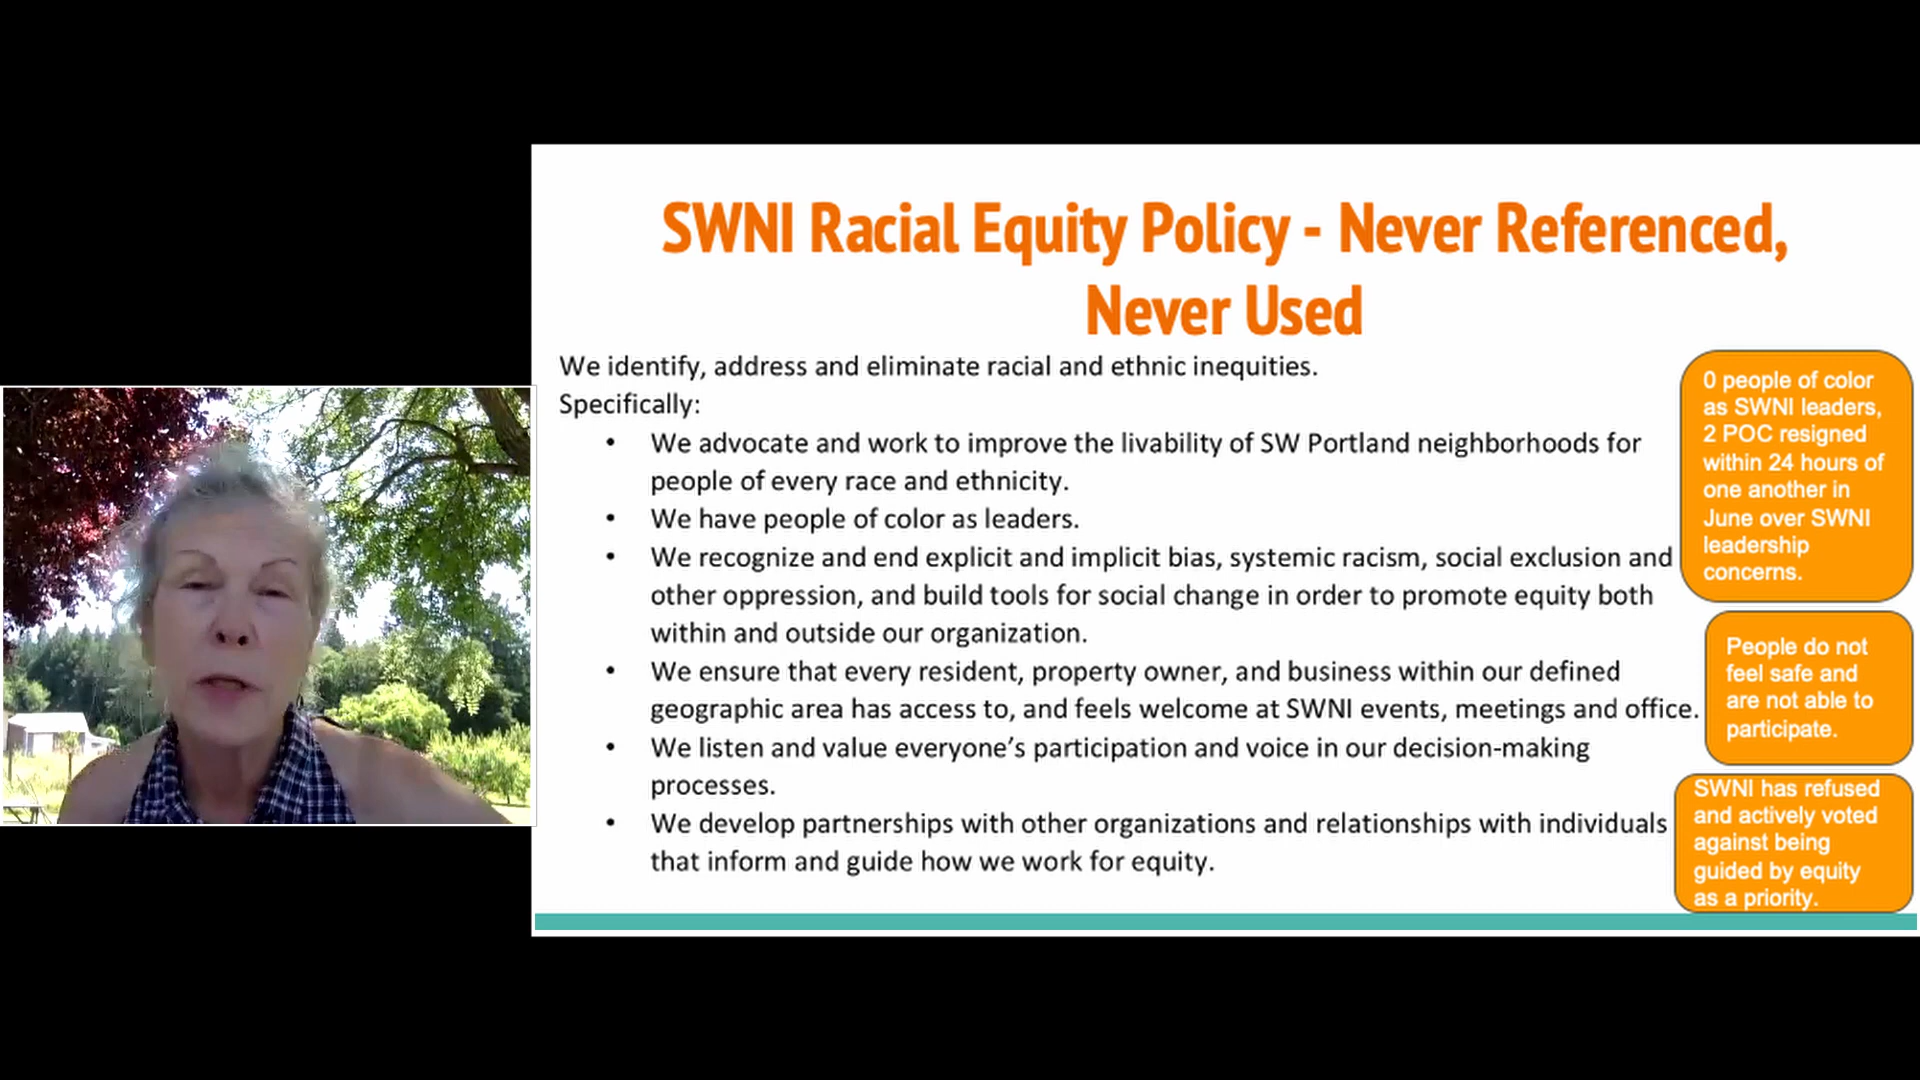 SWNI Racial Equity Policy - Never Referenced,
Never Used
We identify, address and eliminate racial and ethnic inequities.
Specifically:
• We advocate and work to improve the livability of SW Portland neighborhoods for
people of every race and ethnicity.
• We have people of color as leaders.
• We recognize and end explicit and implicit bias, systemic racism, social exclusion and
other oppression, and build tools for social change in order to promote equity both
within and outside our organization.
• We ensure that every resident, property owner, and business within our defined
geographic area has access to, and feels welcome at SWNI events, meetings and office.
• We listen and value everyone’s participation and voice in our decision-making
processes.
• We develop partnerships with other organizations and relationships with individuals
that inform and guide how we work for equity.
0 people of color
as SWNI leaders,
2 POC resigned
within 24 hours of
one another in
June over SWNI
leadership
concerns.
People do not
feel safe and
are not able to
participate.
SWNI has refused
and actively voted
against being
guided by equity
as a priority.